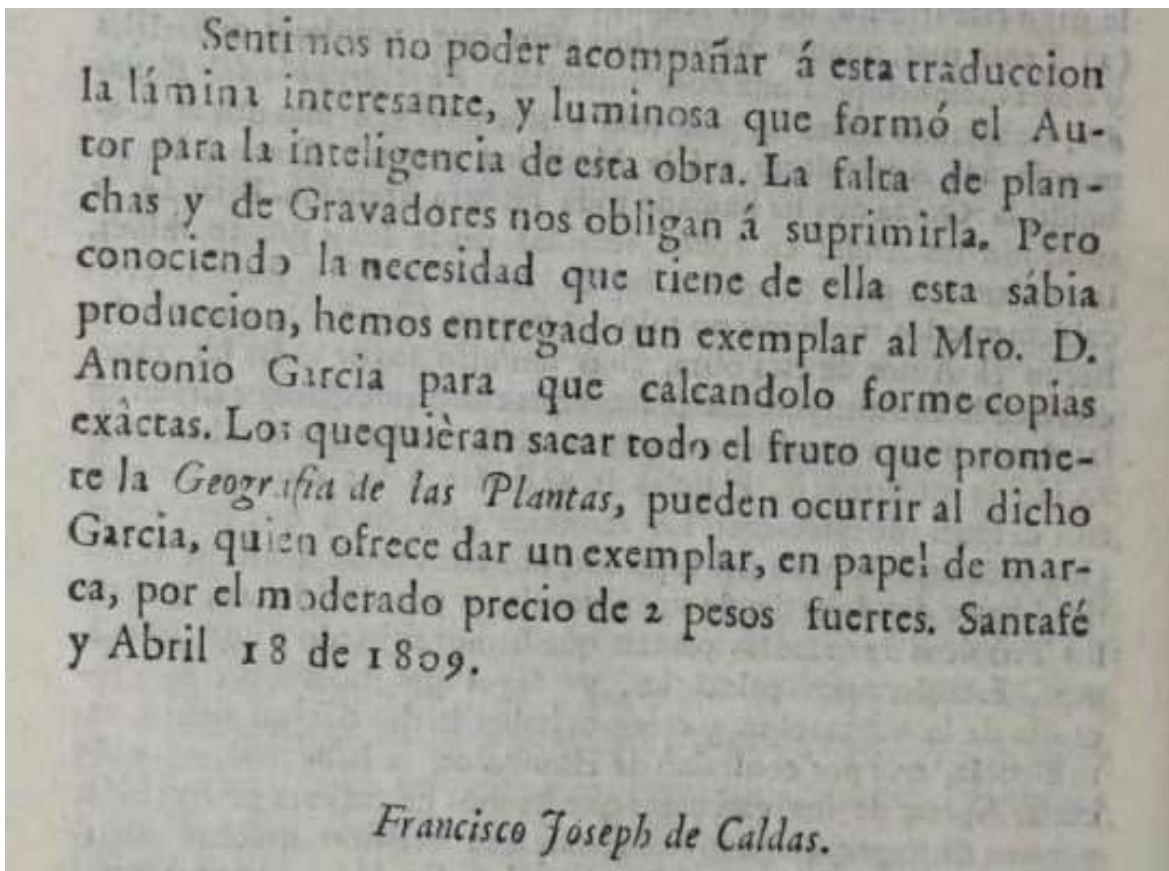 Sentimos no poder acompañar á esta traduccion
la lámina interesante, y luminosa que formó el Au-
tor para la inteligencia de esta obra. La falta de plan-
chas y de Gravadores nos obligan á suprimirla. Pero
conociendo la necesidad que tiene de ella esta sábia
produccion, hemos entregado un exemplar al Mro. D.
Antonio Garcia para que calcandolo forme copias
exâctas. Los quequièran sacar todo el fruto que prome-
te la Geografia de las Plantas, pueden ocurrir al dicho
Garcia, quien ofrece dar un exemplar, en papel de mar-
ca, por el moderado precio de 2 pesos fuertes. Santafé
y Abril 18 de 1809.
Francisco Joseph de Caldas.